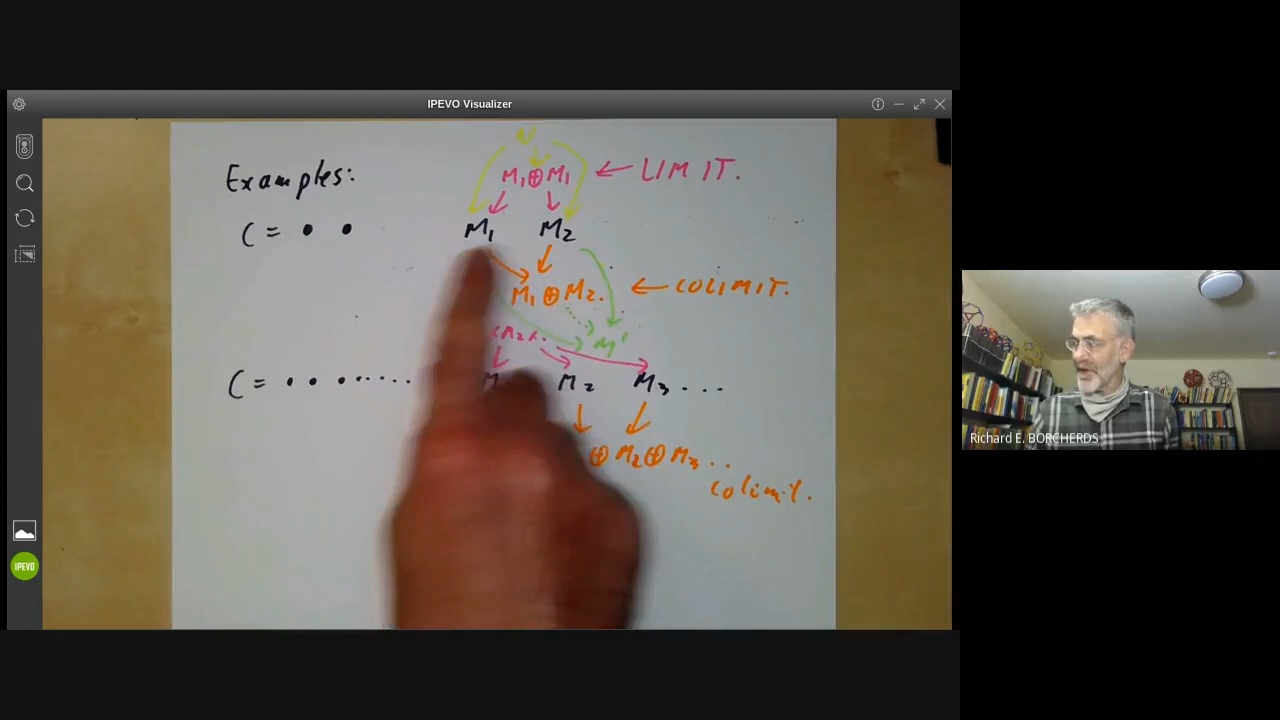 IPEVO Visualizer
N
Examples: M₁⊕M₁ ← LIMIT.
C = • • M₁ M₂
M₁⊕M₂. ← COLIMIT.
×M₂×. M'
C = • • • ...... M M₂ M₃ ...
⊕ M₂ ⊕ M₃ ..
colimit.
IPEVO
Richard E. BORCHERDS